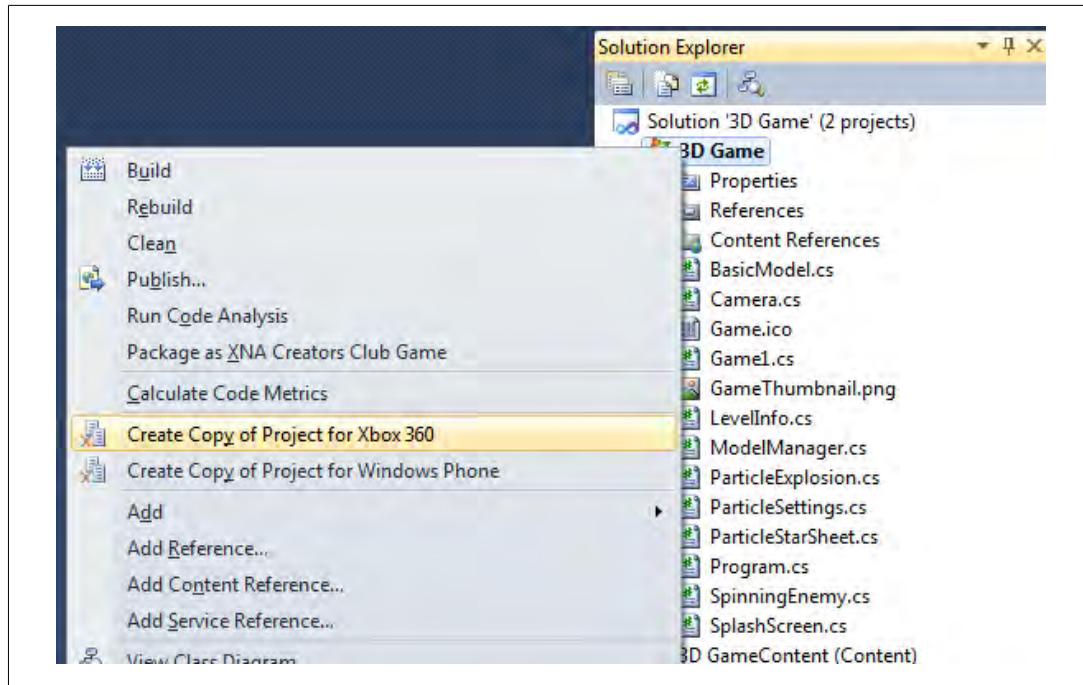 Solution Explorer
Solution '3D Game' (2 projects)
3D Game
Properties
References
Content References
BasicModel.cs
Camera.cs
Game.ico
Game1.cs
GameThumbnail.png
LevelInfo.cs
ModelManager.cs
ParticleExplosion.cs
ParticleSettings.cs
ParticleStarSheet.cs
Program.cs
SpinningEnemy.cs
SplashScreen.cs
3D GameContent (Content)
Build
Rebuild
Clean
Publish...
Run Code Analysis
Package as XNA Creators Club Game
Calculate Code Metrics
Create Copy of Project for Xbox 360
Create Copy of Project for Windows Phone
Add
Add Reference...
Add Content Reference...
Add Service Reference...
View Class Diagram